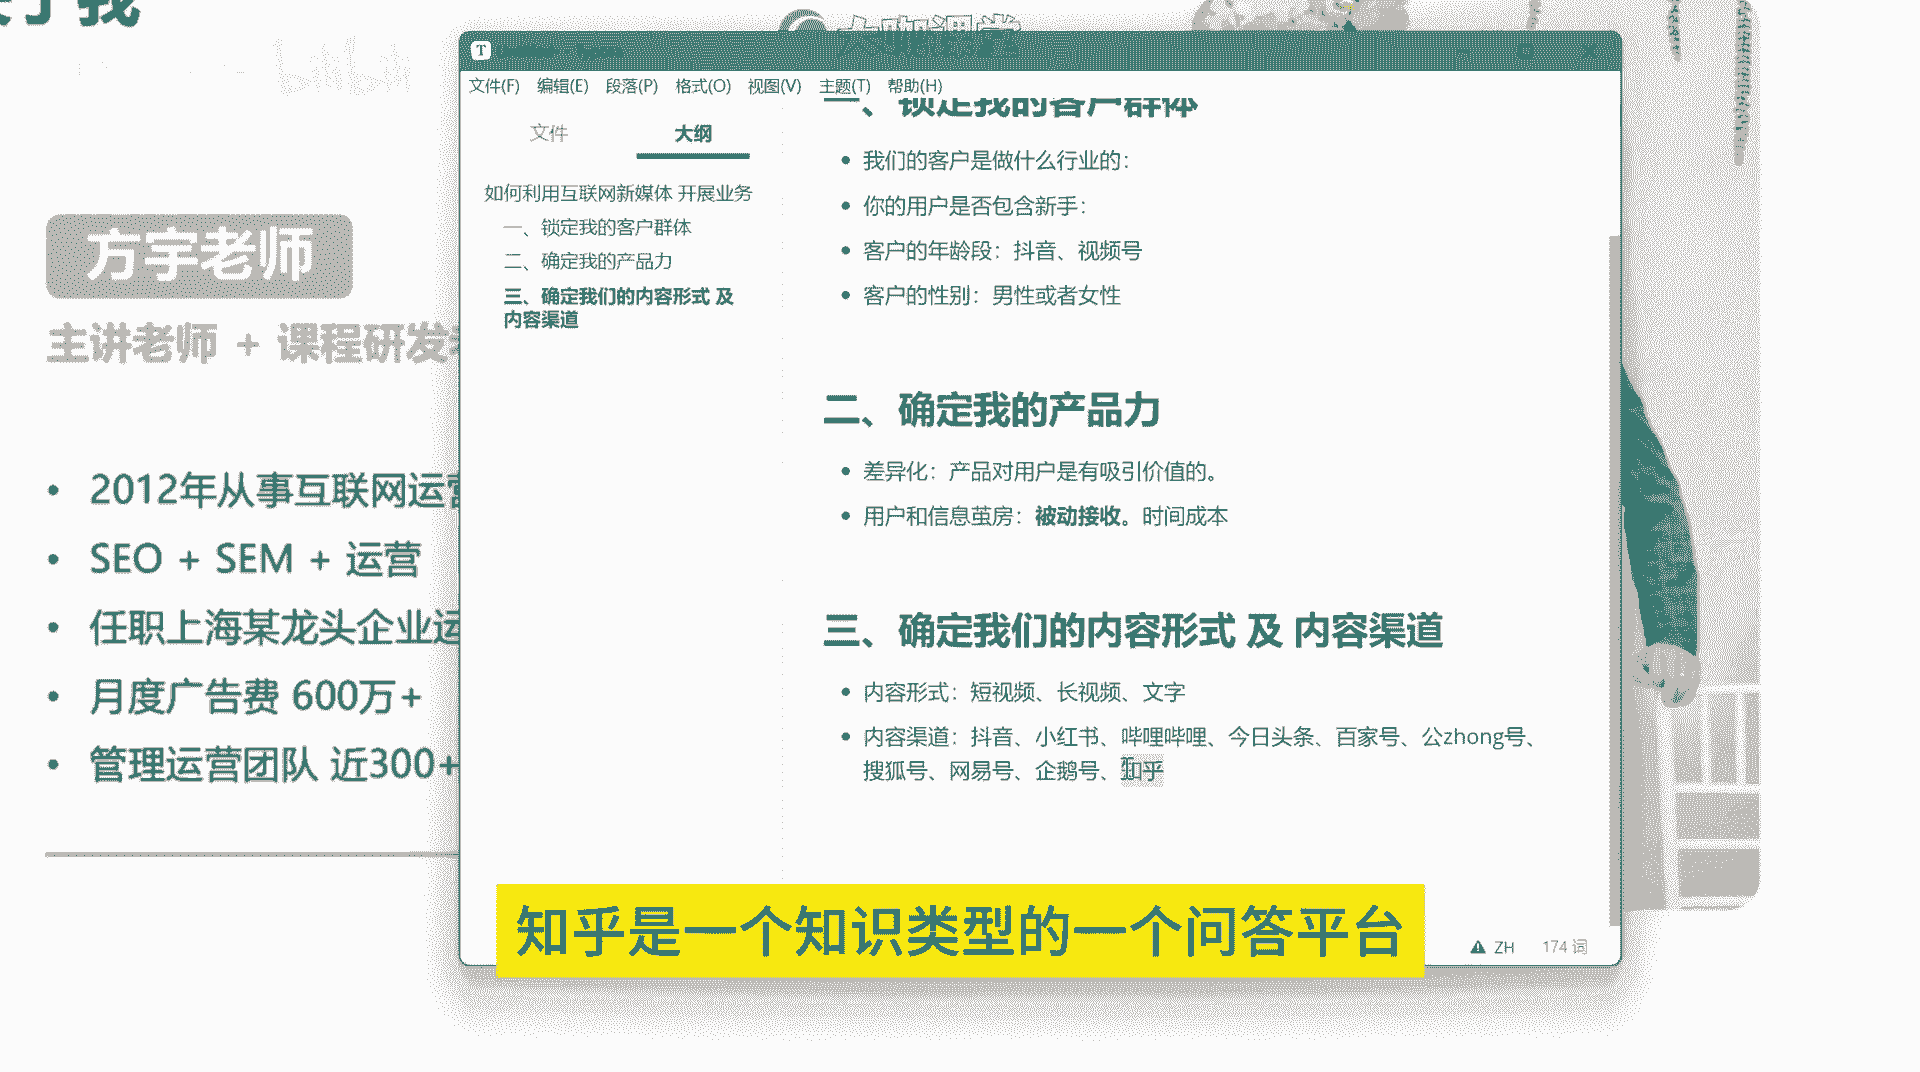 大咖课堂
bilibili
文件(F) 编辑(E) 段落(P) 格式(O) 视图(V) 主题(T) 帮助(H)
文件 大纲
如何利用互联网新媒体 开展业务
一、锁定我的客户群体
二、确定我的产品力
三、确定我们的内容形式 及
内容渠道
一、锁定我的客户群体
我们的客户是做什么行业的：
你的用户是否包含新手：
客户的年龄段：抖音、视频号
客户的性别：男性或者女性
二、确定我的产品力
差异化：产品对用户是有吸引价值的。
用户和信息茧房：被动接收。时间成本
三、确定我们的内容形式 及 内容渠道
内容形式：短视频、长视频、文字
内容渠道：抖音、小红书、哔哩哔哩、今日头条、百家号、公zhong号、
搜狐号、网易号、企鹅号、知乎
ZH 174 词
方宇老师
主讲老师 + 课程研发
2012年从事互联网运营
SEO + SEM + 运营
任职上海某龙头企业运
月度广告费 600万+
管理运营团队 近300+
知乎是一个知识类型的一个问答平台